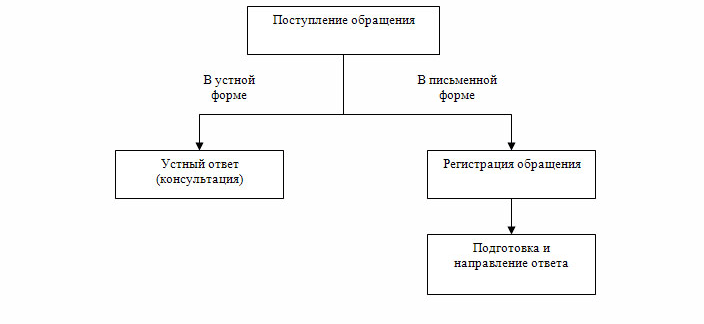 Поступление обращения
В устной
форме
В письменной
форме
Устный ответ
(консультация)
Регистрация обращения
Подготовка и
направление ответа